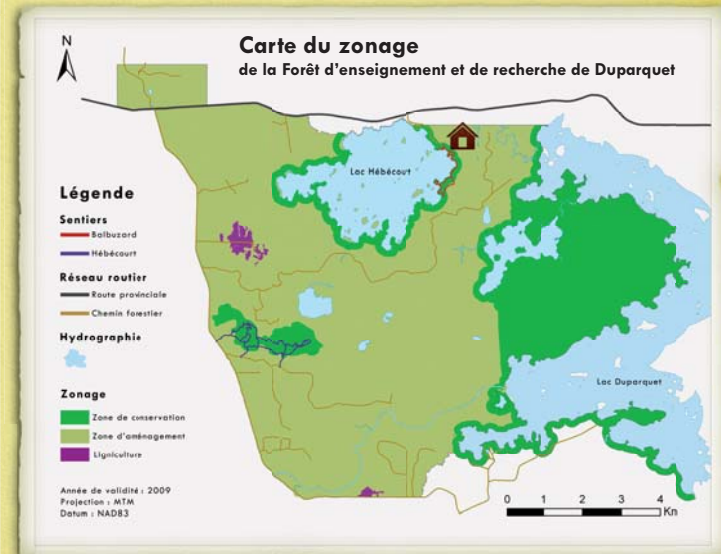 N
Carte du zonage
de la Forêt d'enseignement et de recherche de Duparquet
Lac Hébécourt
Légende
Sentiers
Balbuzard
Hébécourt
Réseau routier
Route provinciale
Chemin forestier
Hydrographie
Lac Duparquet
Zonage
Zone de conservation
Zone d'aménagement
Ligniculture
Année de validité : 2009
Projection : MTM
Datum : NAD83
0 1 2 3 4
Km